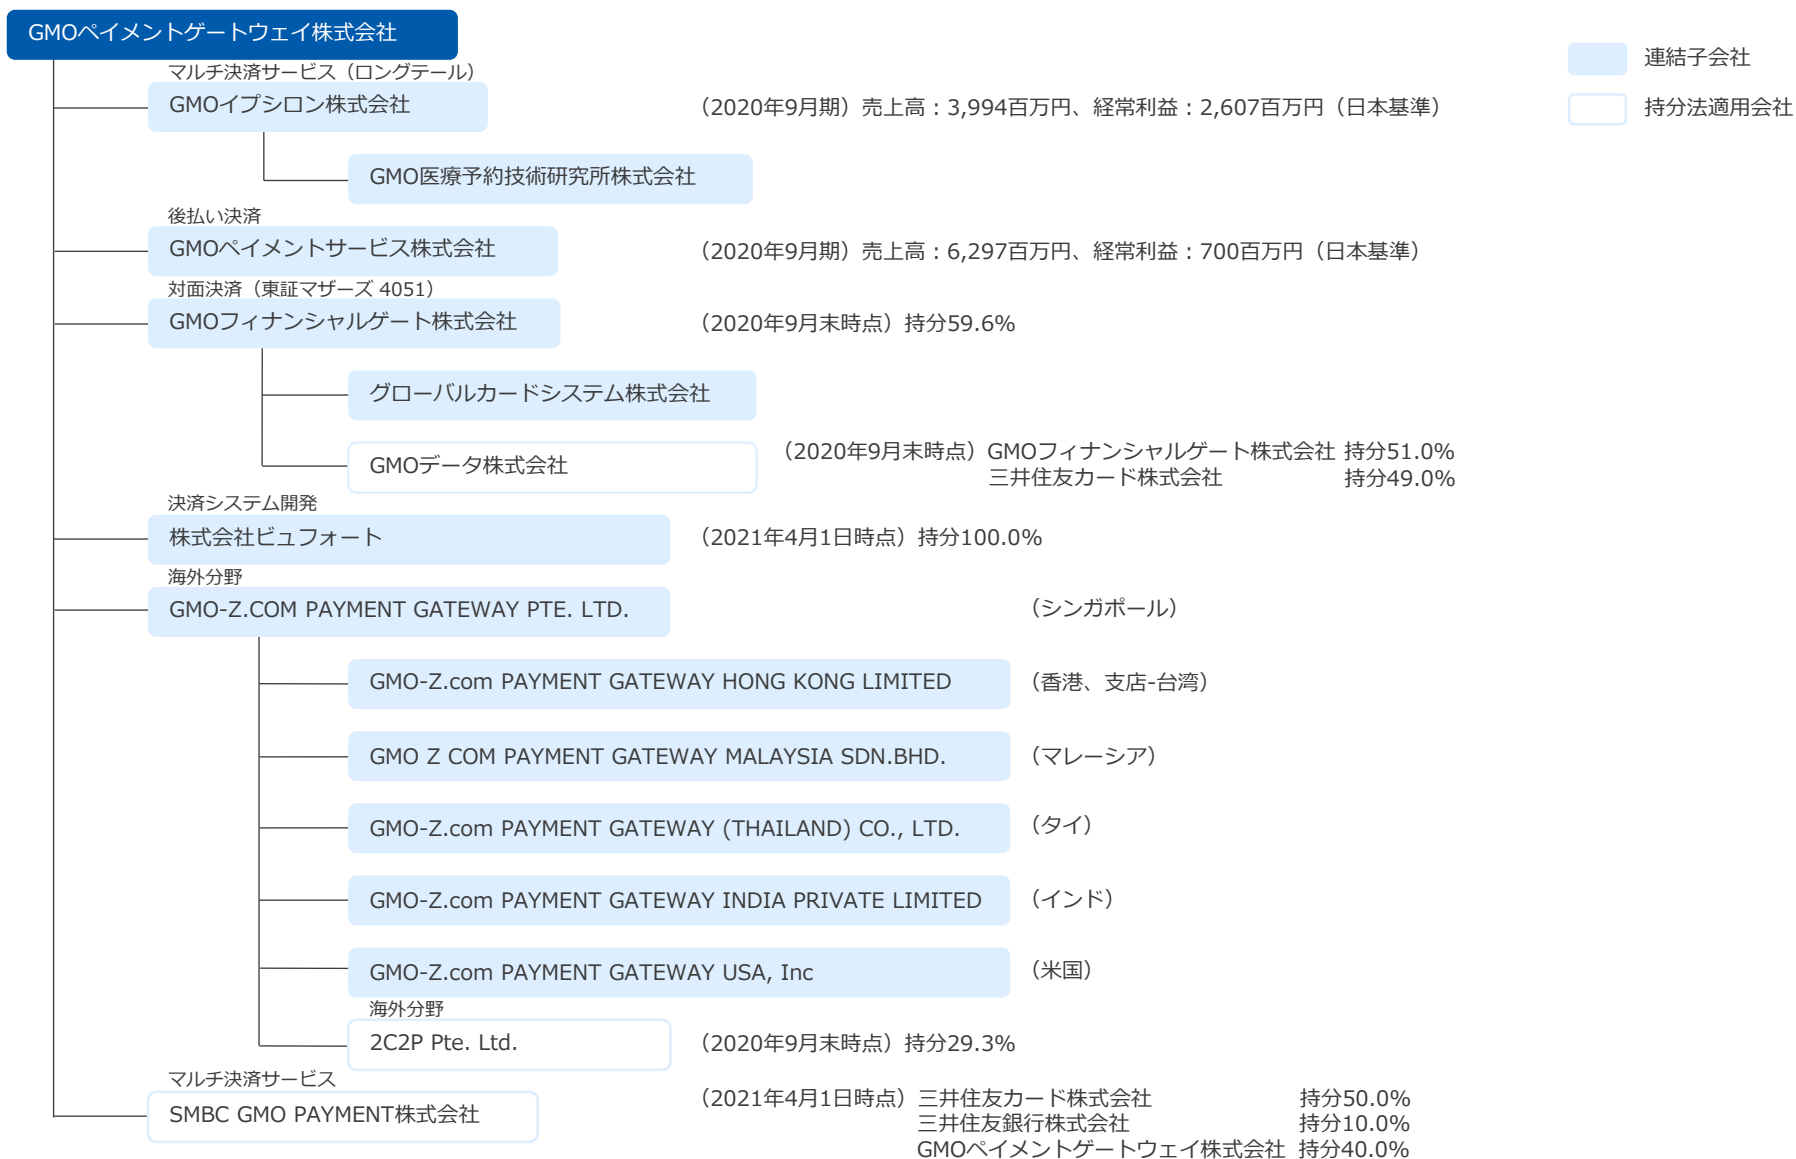 GMOペイメントゲートウェイ株式会社
連結子会社
持分法適用会社
マルチ決済サービス（ロングテール）
GMOイプシロン株式会社
（2020年9月期）売上高：3,994百万円、経常利益：2,607百万円（日本基準）
GMO医療予約技術研究所株式会社
後払い決済
GMOペイメントサービス株式会社
（2020年9月期）売上高：6,297百万円、経常利益：700百万円（日本基準）
対面決済（東証マザーズ 4051）
GMOフィナンシャルゲート株式会社
（2020年9月末時点）持分59.6%
グローバルカードシステム株式会社
GMOデータ株式会社
（2020年9月末時点）GMOフィナンシャルゲート株式会社 持分51.0%
三井住友カード株式会社 持分49.0%
決済システム開発
株式会社ビュフォート
（2021年4月1日時点）持分100.0%
海外分野
GMO-Z.COM PAYMENT GATEWAY PTE. LTD.
（シンガポール）
GMO-Z.com PAYMENT GATEWAY HONG KONG LIMITED
（香港、支店-台湾）
GMO Z COM PAYMENT GATEWAY MALAYSIA SDN.BHD.
（マレーシア）
GMO-Z.com PAYMENT GATEWAY (THAILAND) CO., LTD.
（タイ）
GMO-Z.com PAYMENT GATEWAY INDIA PRIVATE LIMITED
（インド）
GMO-Z.com PAYMENT GATEWAY USA, Inc
（米国）
海外分野
2C2P Pte. Ltd.
（2020年9月末時点）持分29.3%
マルチ決済サービス
SMBC GMO PAYMENT株式会社
（2021年4月1日時点）三井住友カード株式会社 持分50.0%
三井住友銀行株式会社 持分10.0%
GMOペイメントゲートウェイ株式会社 持分40.0%